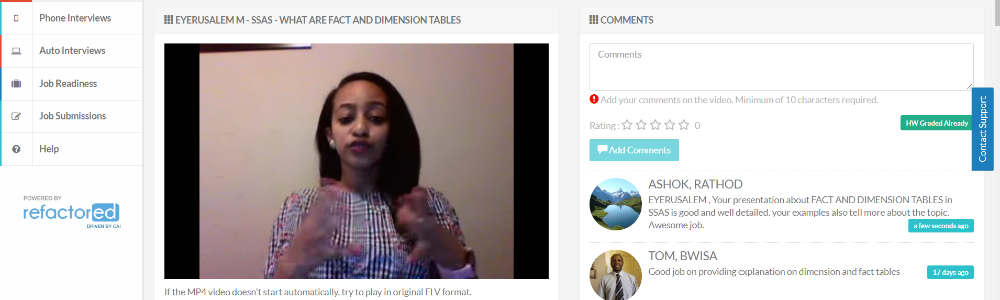 Phone Interviews
Auto Interviews
Job Readiness
Job Submissions
Help
POWERED BY
refactored
DRIVEN BY CAI
EYERUSALEM M - SSAS - WHAT ARE FACT AND DIMENSION TABLES
If the MP4 video doesn't start automatically, try to play in original FLV format.
COMMENTS
Comments
Add your comments on the video. Minimum of 10 characters required.
Rating : 0
HW Graded Already
Add Comments
Contact Support
ASHOK, RATHOD
EYERUSALEM , Your presentation about FACT AND DIMENSION TABLES in
SSAS is good and well detailed. your examples also tell more about the topic.
Awesome job.
a few seconds ago
TOM, BWISA
Good job on providing explanation on dimension and fact tables
17 days ago